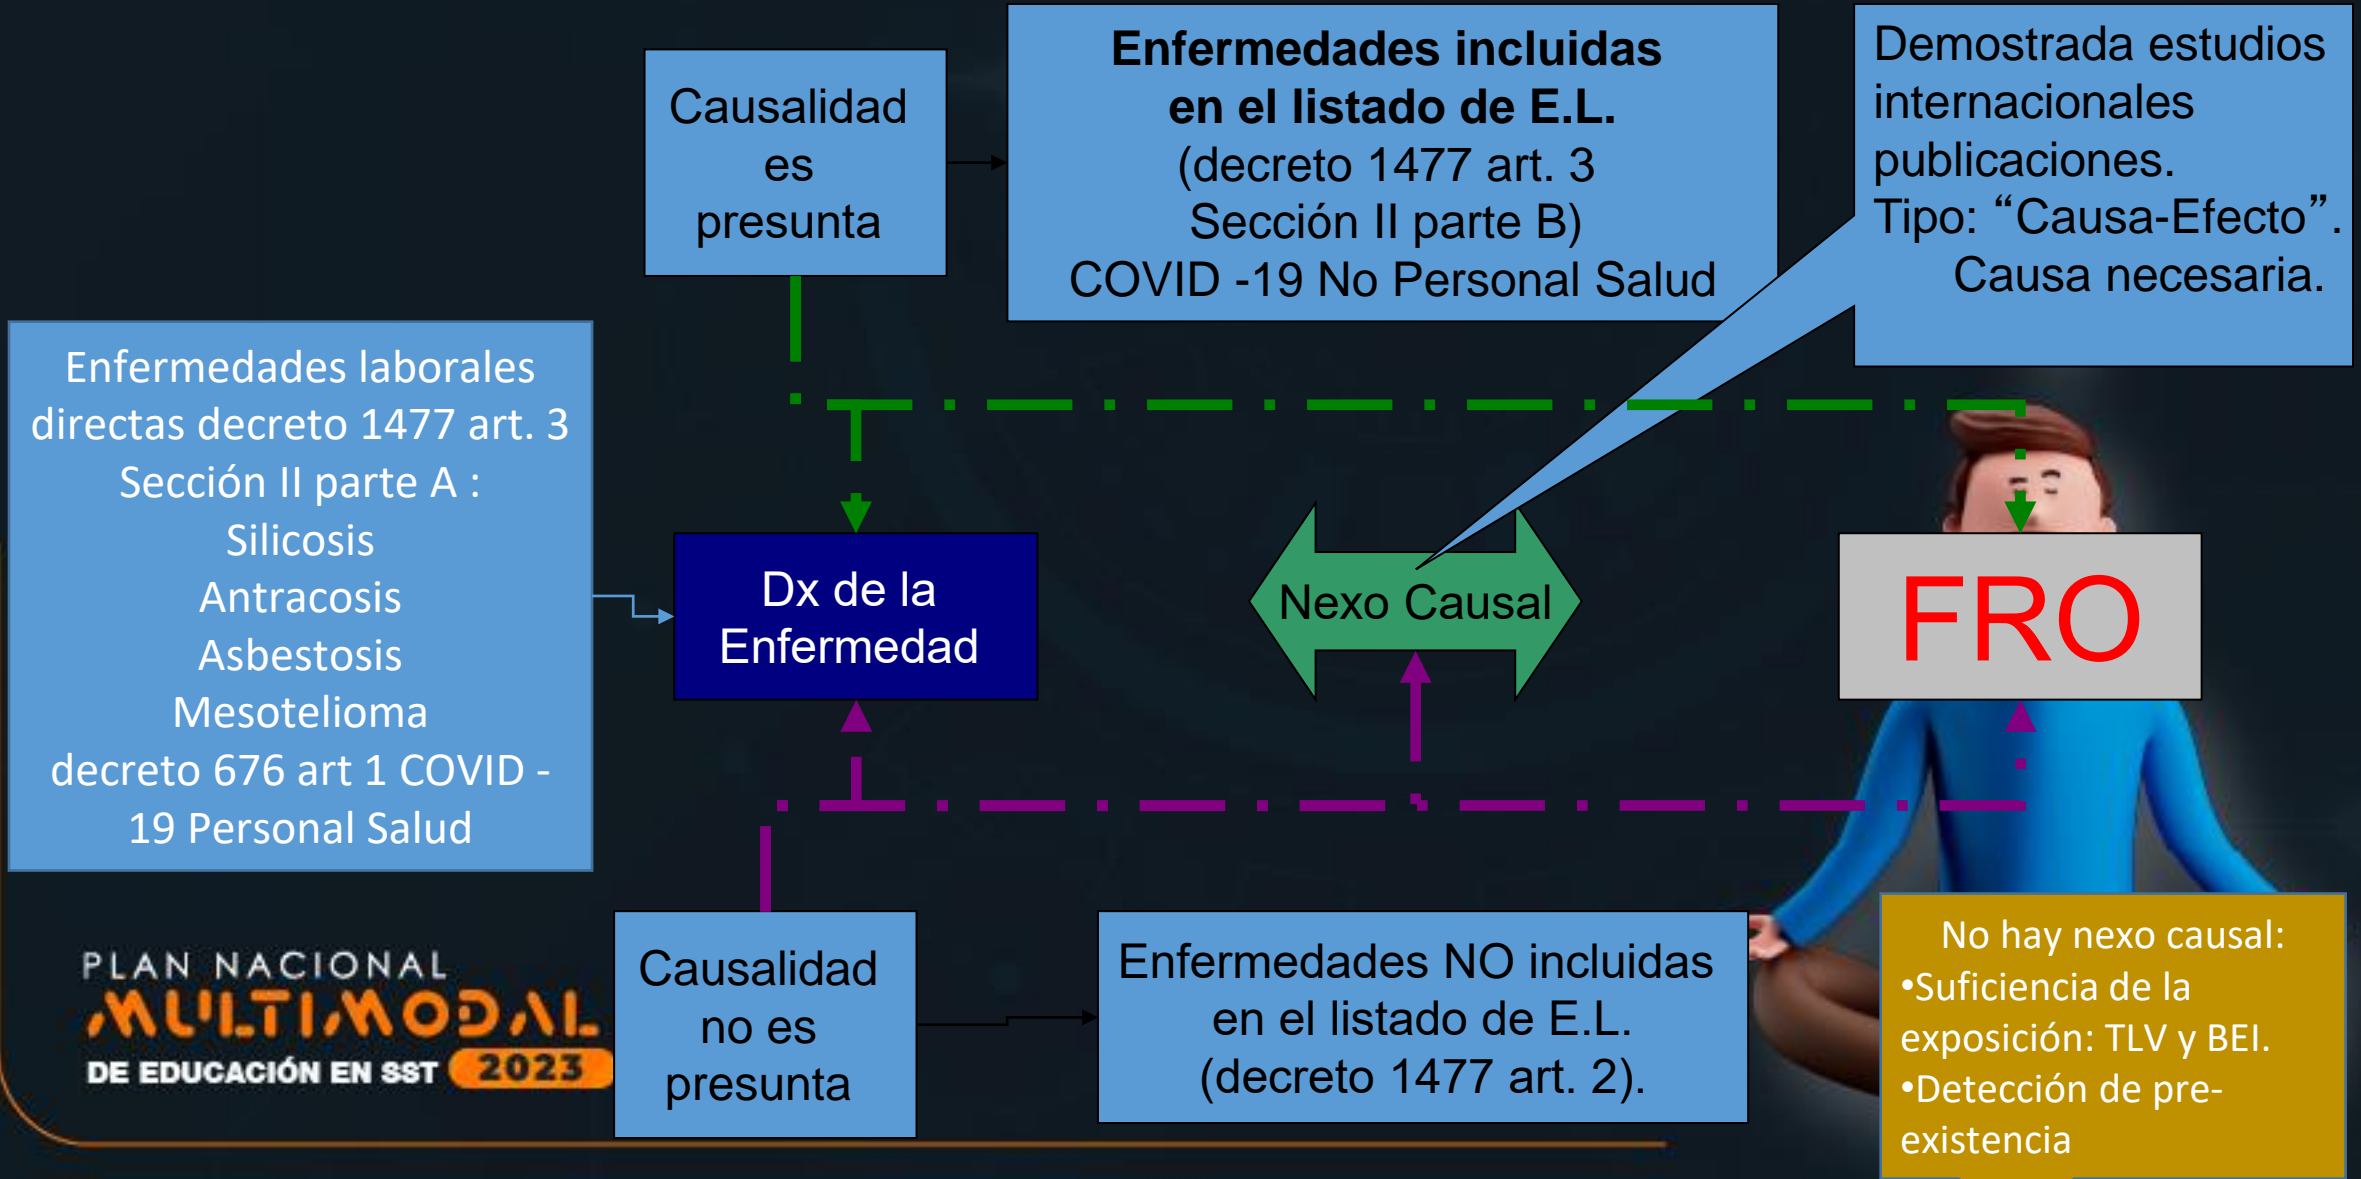 Causalidad
es
presunta
Enfermedades incluidas
en el listado de E.L.
(decreto 1477 art. 3
Sección II parte B)
COVID -19 No Personal Salud
Demostrada estudios
internacionales
publicaciones.
Tipo: “Causa-Efecto”.
Causa necesaria.
Enfermedades laborales
directas decreto 1477 art. 3
Sección II parte A :
Silicosis
Antracosis
Asbestosis
Mesotelioma
decreto 676 art 1 COVID -
19 Personal Salud
Dx de la
Enfermedad
Nexo Causal
FRO
Causalidad
no es
presunta
Enfermedades NO incluidas
en el listado de E.L.
(decreto 1477 art. 2).
No hay nexo causal:
•Suficiencia de la
exposición: TLV y BEI.
•Detección de pre-
existencia
PLAN NACIONAL
MULTIMODAL
DE EDUCACIÓN EN SST 2023